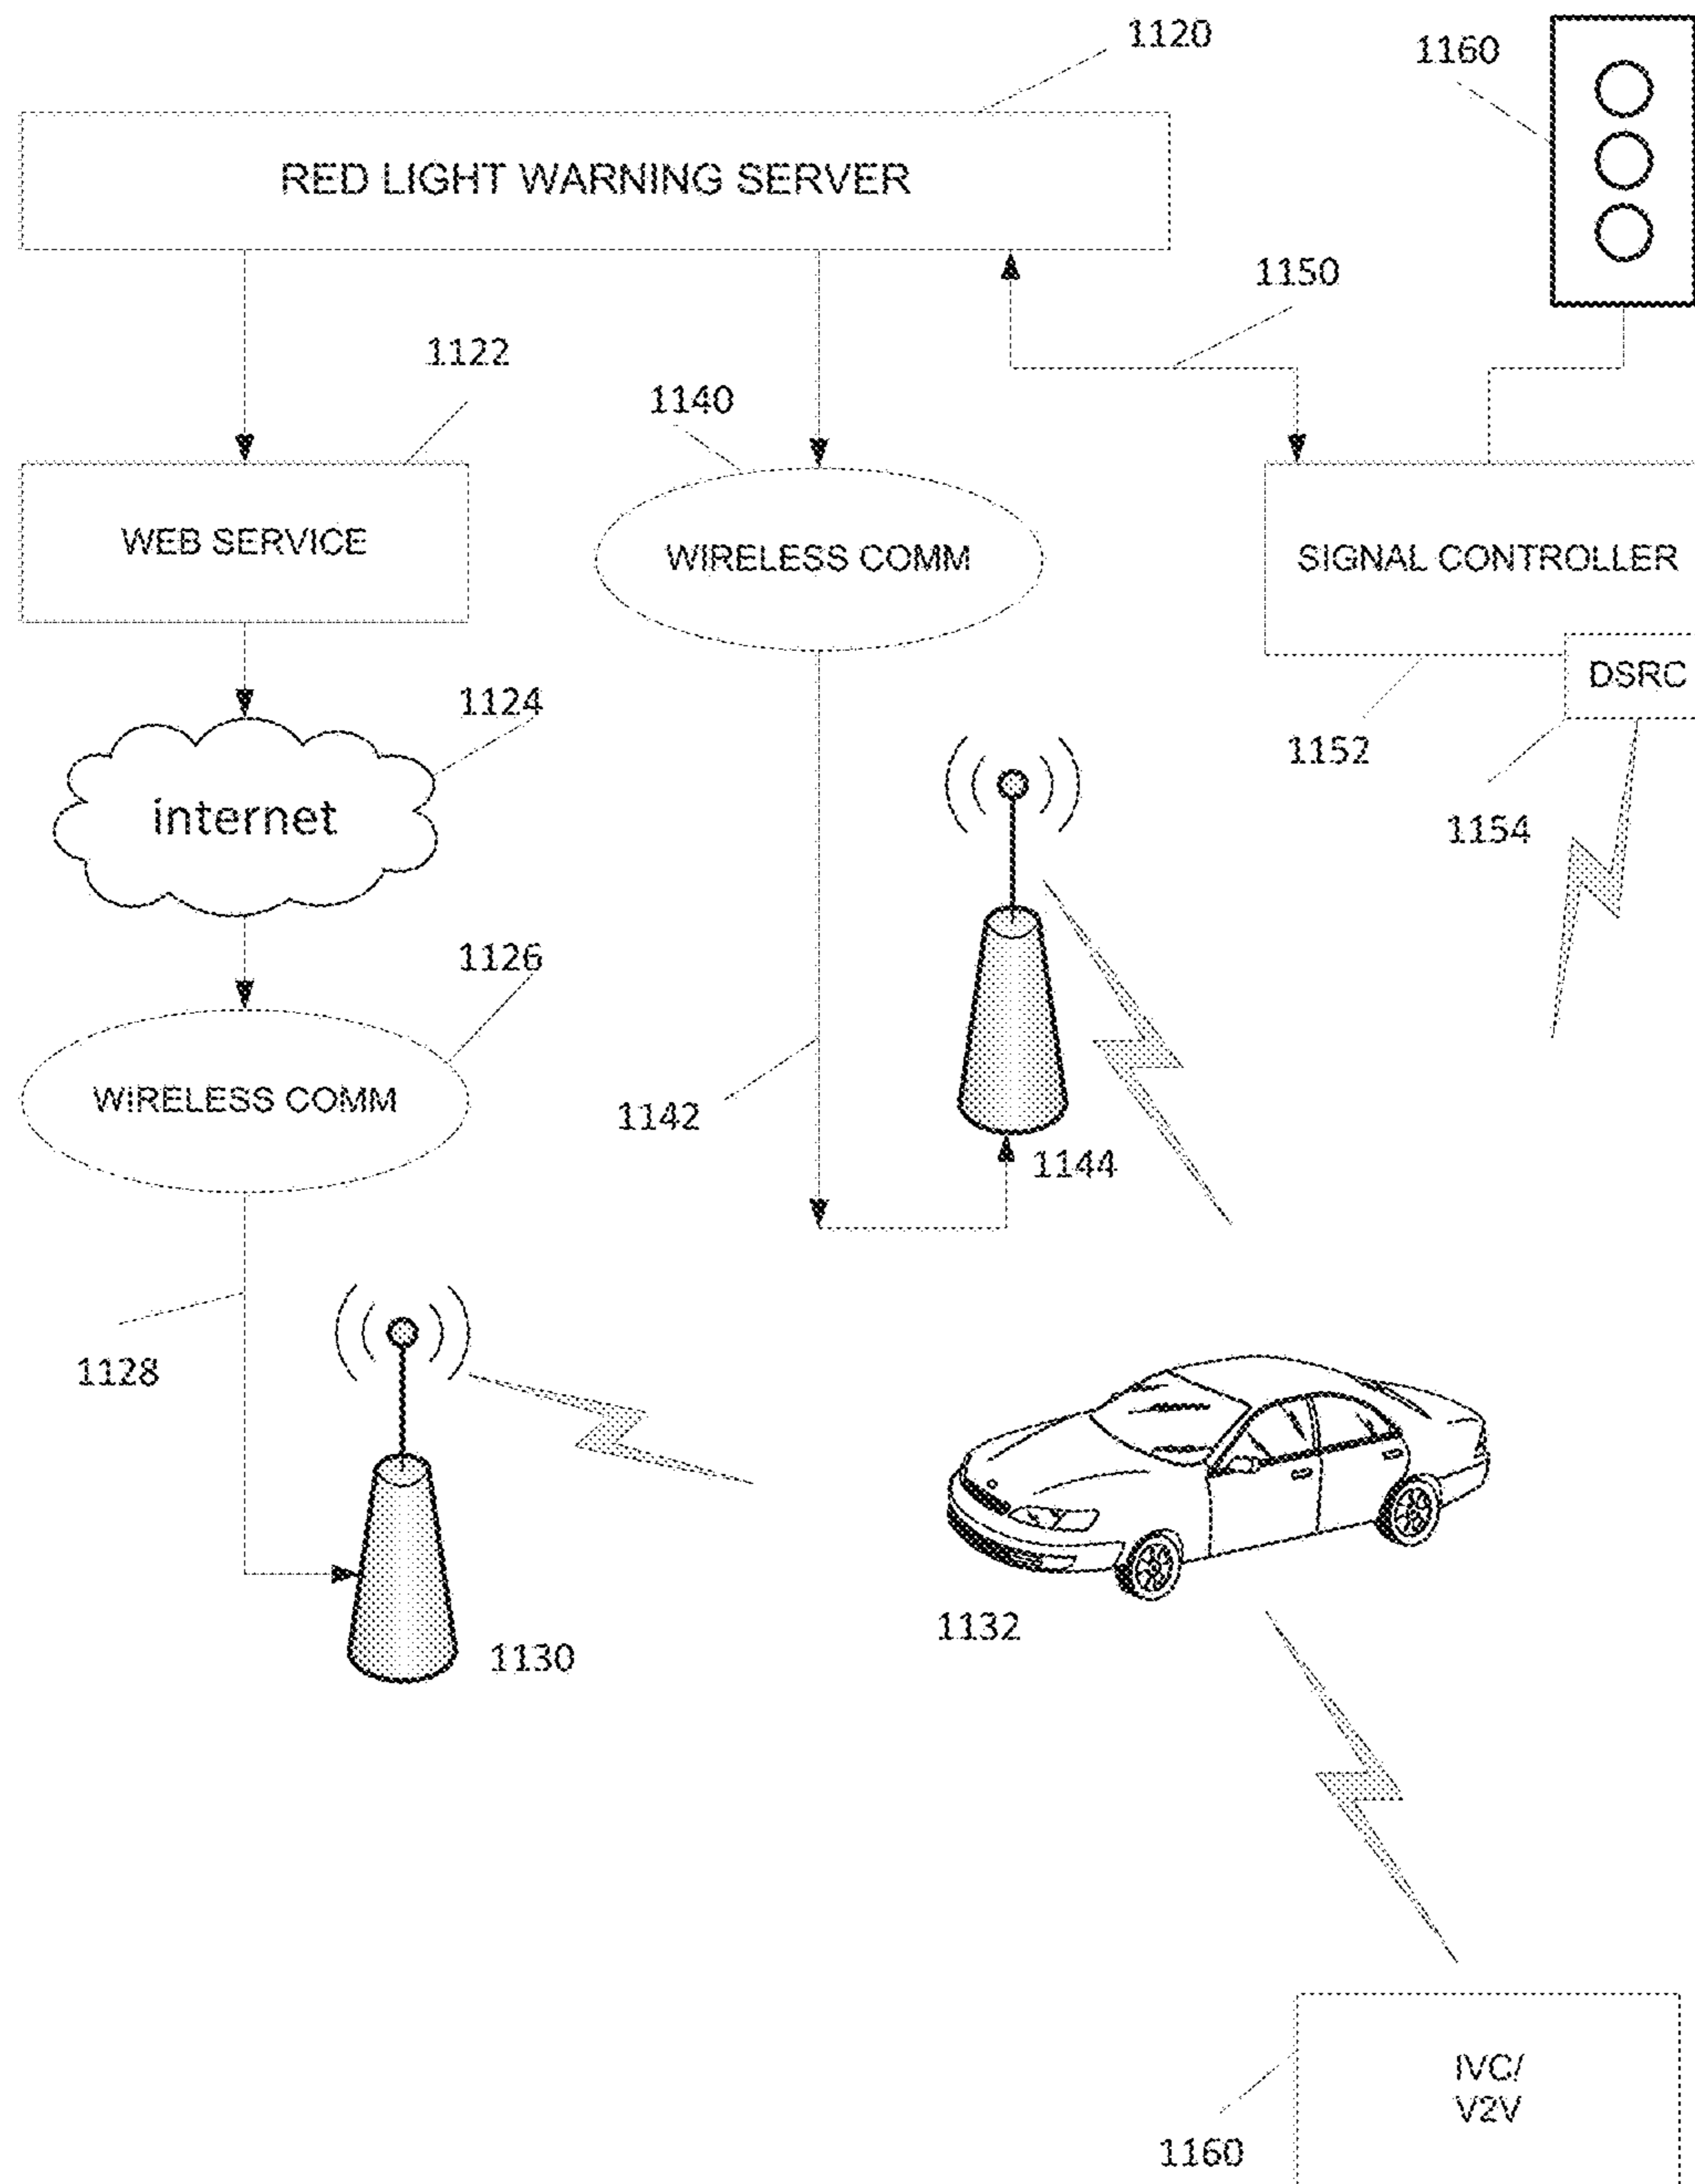 1120
1160
RED LIGHT WARNING SERVER
1150
1122
1140
WEB SERVICE
WIRELESS COMM
SIGNAL CONTROLLER
DSRC
1124
1152
internet
1154
1126
WIRELESS COMM
1142
1144
1128
1132
1130
IVC/
V2V
1160